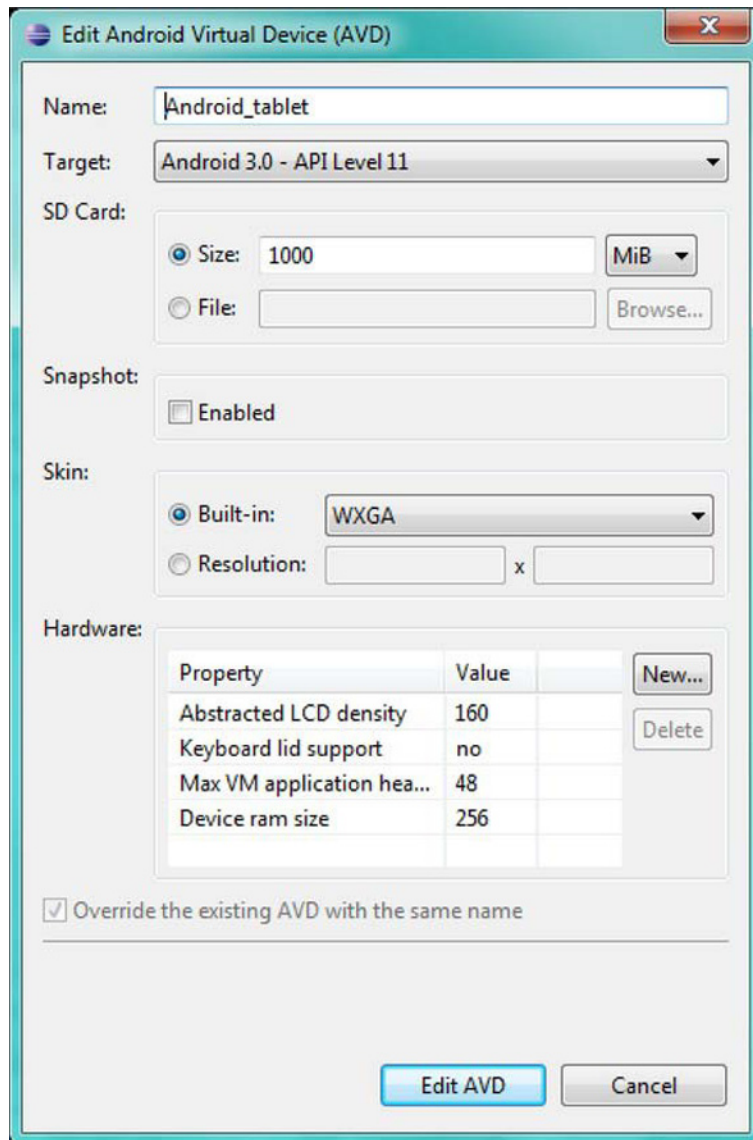 Edit Android Virtual Device (AVD)
Name: Android_tablet
Target: Android 3.0 - API Level 11
SD Card:
Size: 1000 MiB
File: Browse...
Snapshot:
Enabled
Skin:
Built-in: WXGA
Resolution: x
Hardware:
Property Value New...
Abstracted LCD density 160 Delete
Keyboard lid support no
Max VM application hea... 48
Device ram size 256
Override the existing AVD with the same name
Edit AVD Cancel